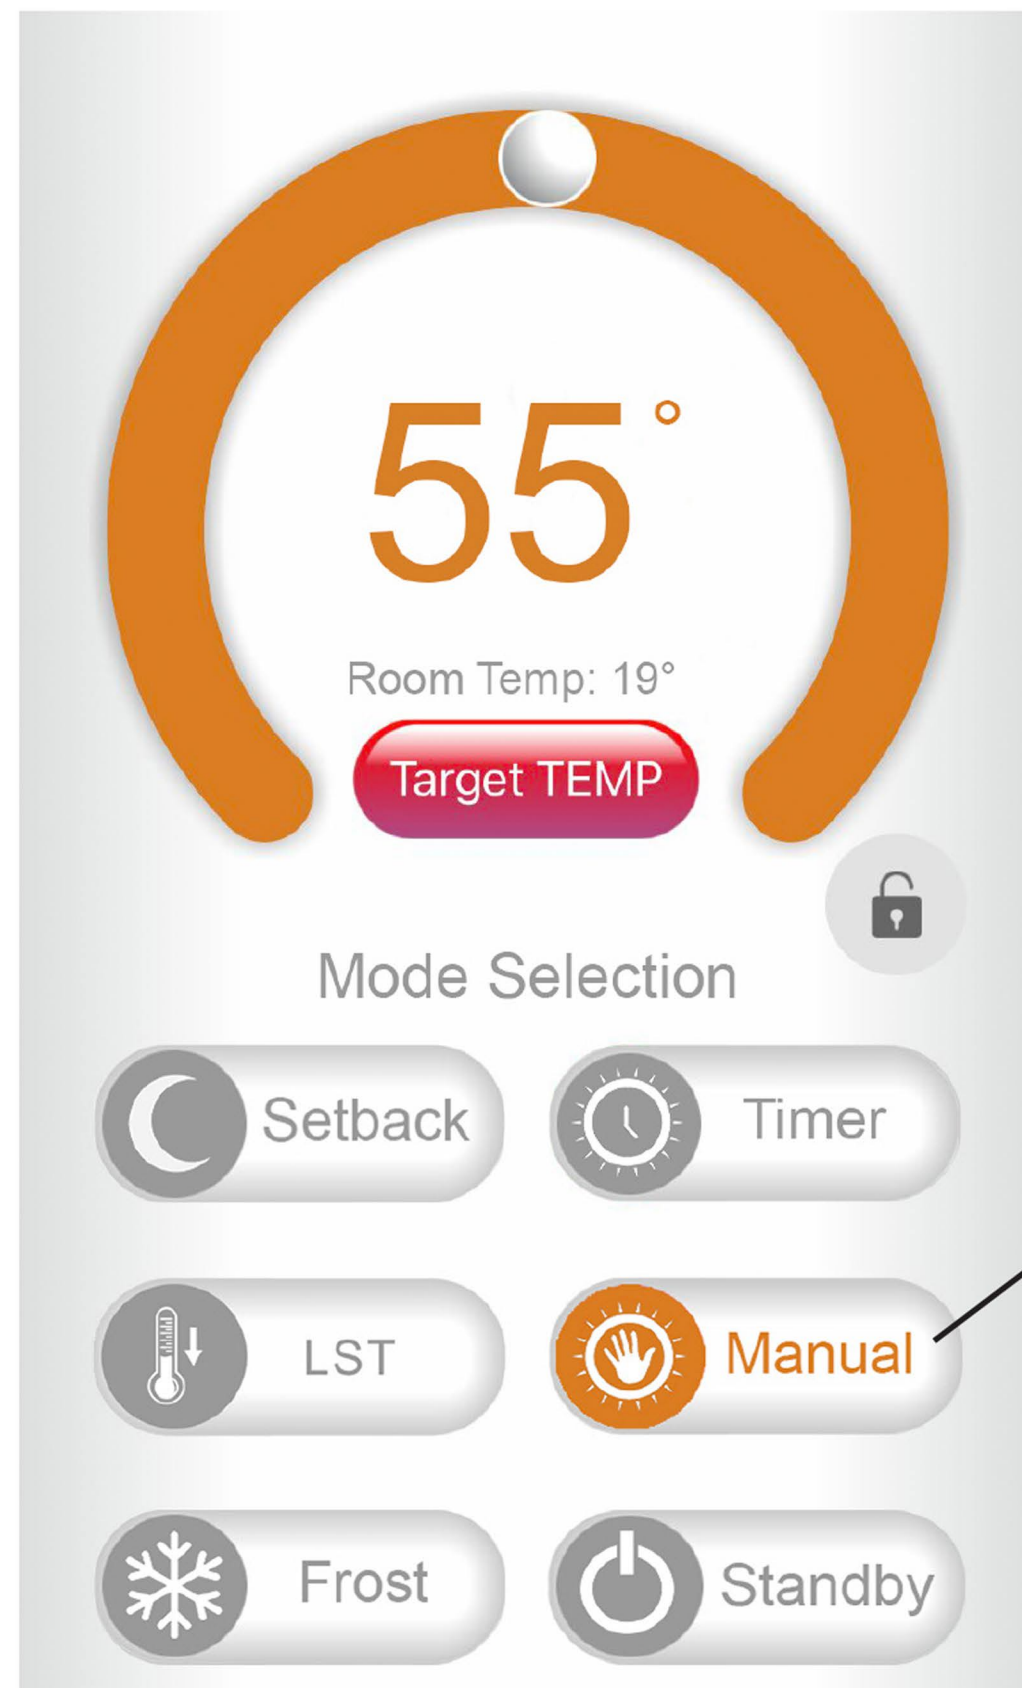 55°
Room Temp: 19°
Target TEMP
Mode Selection
Setback
Timer
LST
Manual
Frost
Standby